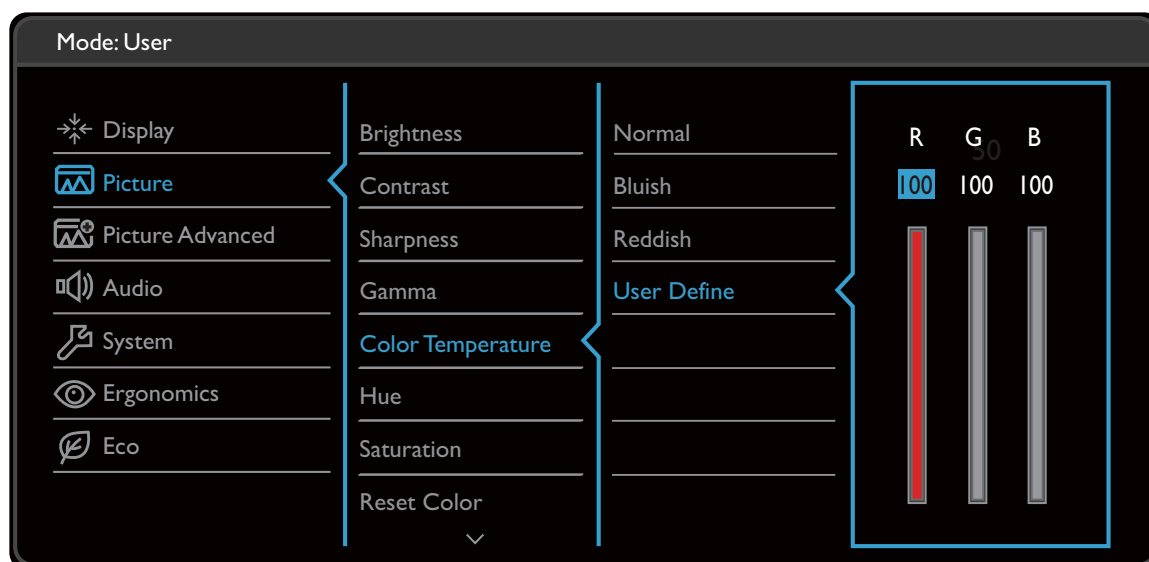 Mode: User
Display
Picture
Picture Advanced
Audio
System
Ergonomics
Eco
Brightness
Contrast
Sharpness
Gamma
Color Temperature
Hue
Saturation
Reset Color
Normal
Bluish
Reddish
User Define
R G B
50
100 100 100